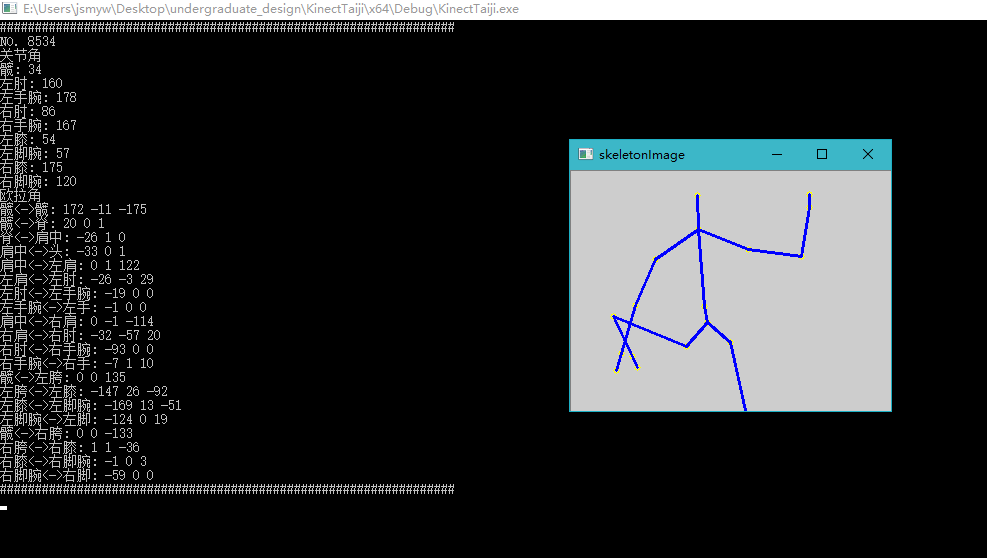 E:\Users\jsmyw\Desktop\undergraduate_design\KinectTaiji\x64\Debug\KinectTaiji.exe
#################################################################
NO. 8534
关节角
髋: 34
左肘: 160
左手腕: 178
右肘: 86
右手腕: 167
左膝: 54
左脚腕: 57
右膝: 175
右脚腕: 120
欧拉角
髋<->髋: 172 -11 -175
髋<->脊: 20 0 1
脊<->肩中: -26 1 0
肩中<->头: -33 0 1
肩中<->左肩: 0 1 122
左肩<->左肘: -26 -3 29
左肘<->左手腕: -19 0 0
左手腕<->左手: -1 0 0
肩中<->右肩: 0 -1 -114
右肩<->右肘: -32 -57 20
右肘<->右手腕: -93 0 0
右手腕<->右手: -7 1 10
髋<->左胯: 0 0 135
左胯<->左膝: -147 26 -92
左膝<->左脚腕: -169 13 -51
左脚腕<->左脚: -124 0 19
髋<->右胯: 0 0 -133
右胯<->右膝: 1 1 -36
右膝<->右脚腕: -1 0 3
右脚腕<->右脚: -59 0 0
#################################################################
skeletonImage